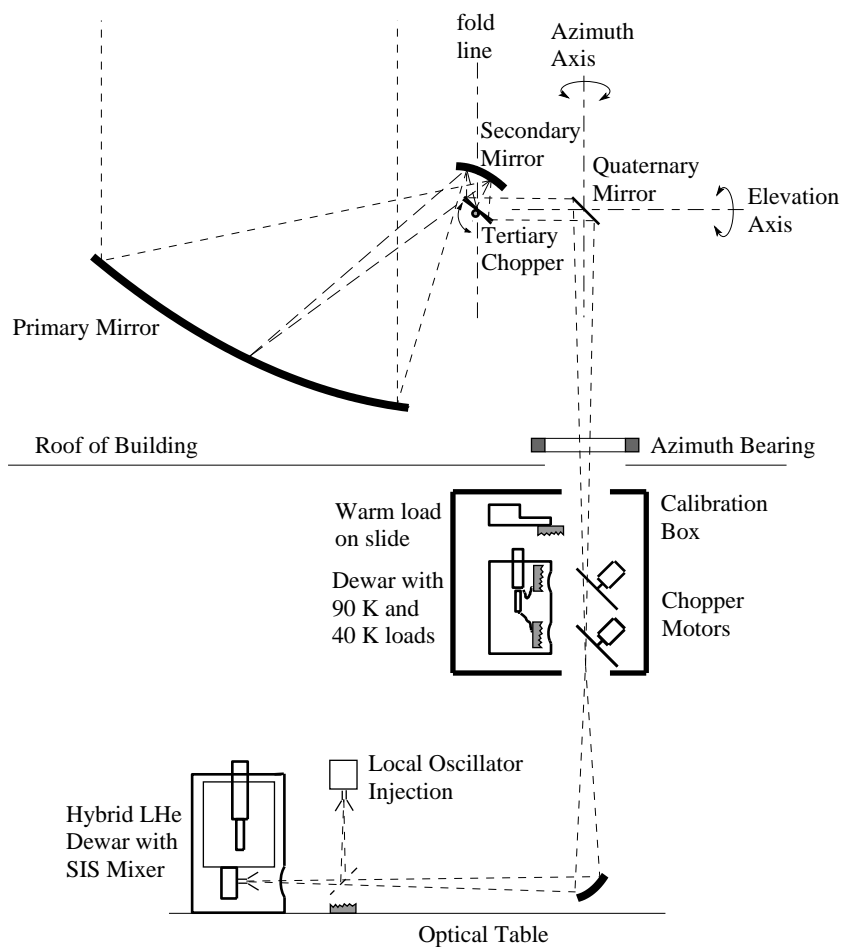 fold
line
Azimuth
Axis
Secondary
Mirror
Quaternary
Mirror
Elevation
Axis
Tertiary
Chopper
Primary Mirror
Roof of Building
Azimuth Bearing
Warm load
on slide
Calibration
Box
Dewar with
90 K and
40 K loads
Chopper
Motors
Local Oscillator
Injection
Hybrid LHe
Dewar with
SIS Mixer
Optical Table